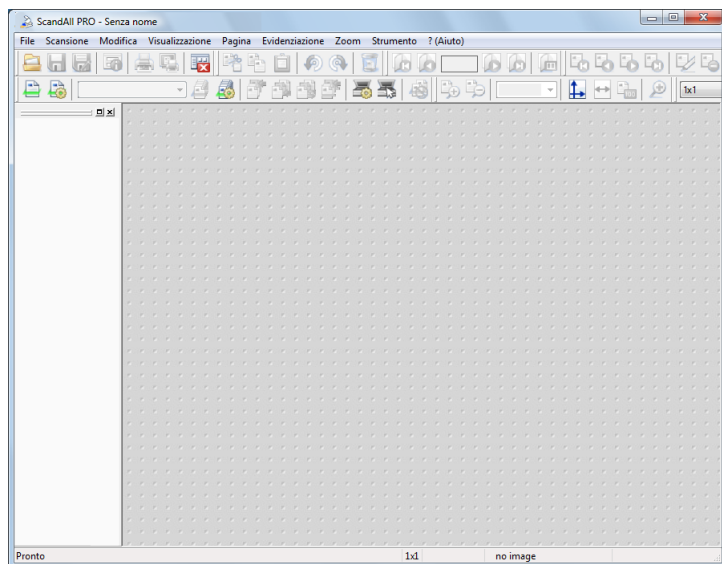 ScandAll PRO - Senza nome
File Scansione Modifica Visualizzazione Pagina Evidenziazione Zoom Strumento ? (Aiuto)
1x1
Pronto 1x1 no image